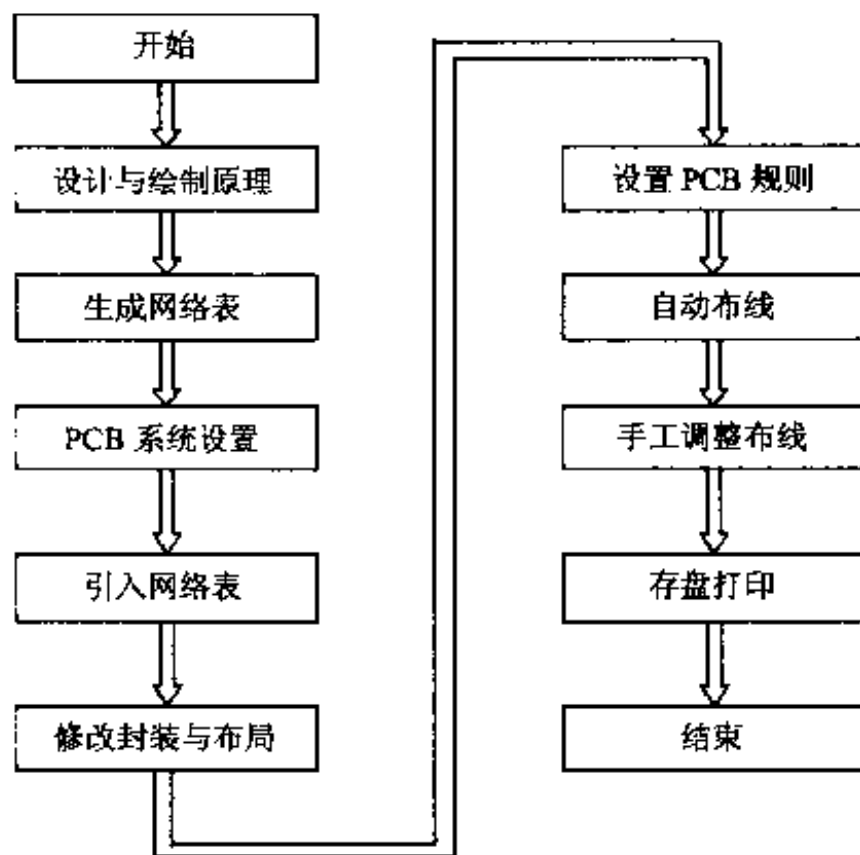 开始
设计与绘制原理
生成网络表
PCB 系统设置
引入网络表
修改封装与布局
设置 PCB 规则
自动布线
手工调整布线
存盘打印
结束